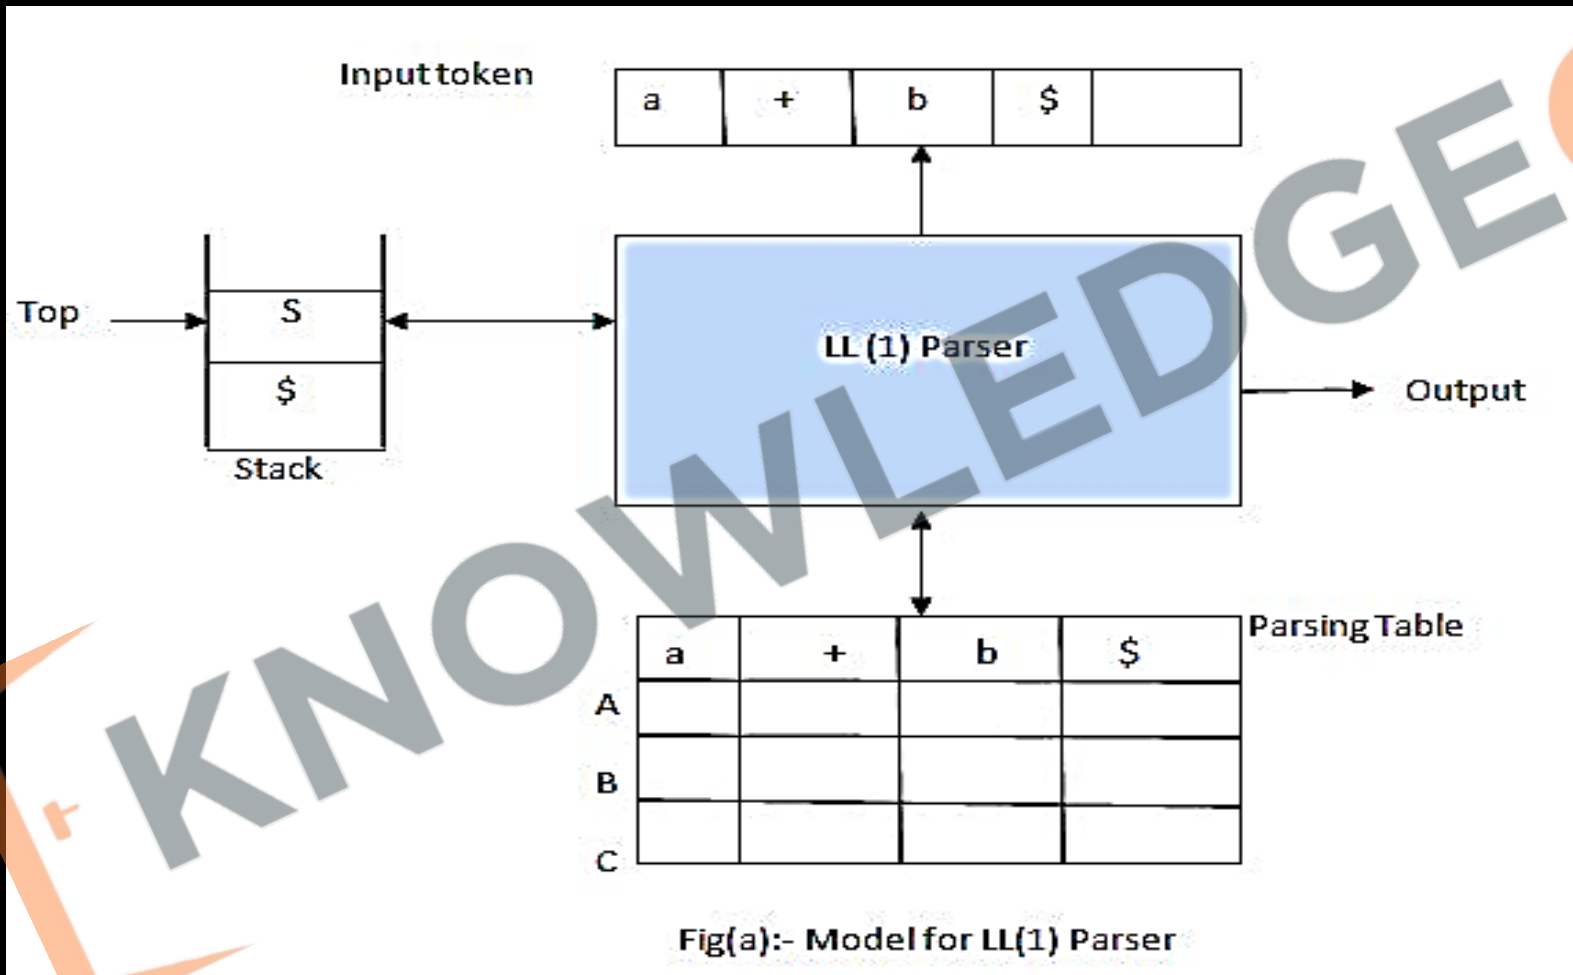 Input token
a + b $
Top
S
$
Stack
LL (1) Parser
Output
Parsing Table
a + b $
A
B
C
Fig(a):- Model for LL(1) Parser
KNOWLEDGE